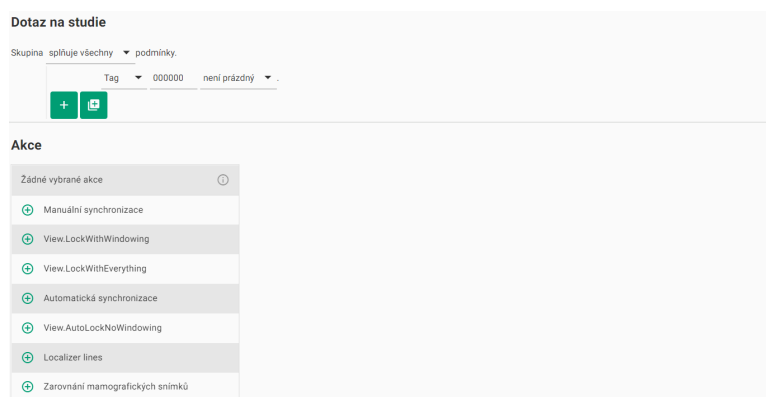 Dotaz na studie
Skupina splňuje všechny podmínky.
Tag 000000 není prázdný .
Akce
Žádné vybrané akce
Manuální synchronizace
View.LockWithWindowing
View.LockWithEverything
Automatická synchronizace
View.AutoLockNoWindowing
Localizer lines
Zarovnání mamografických snímků